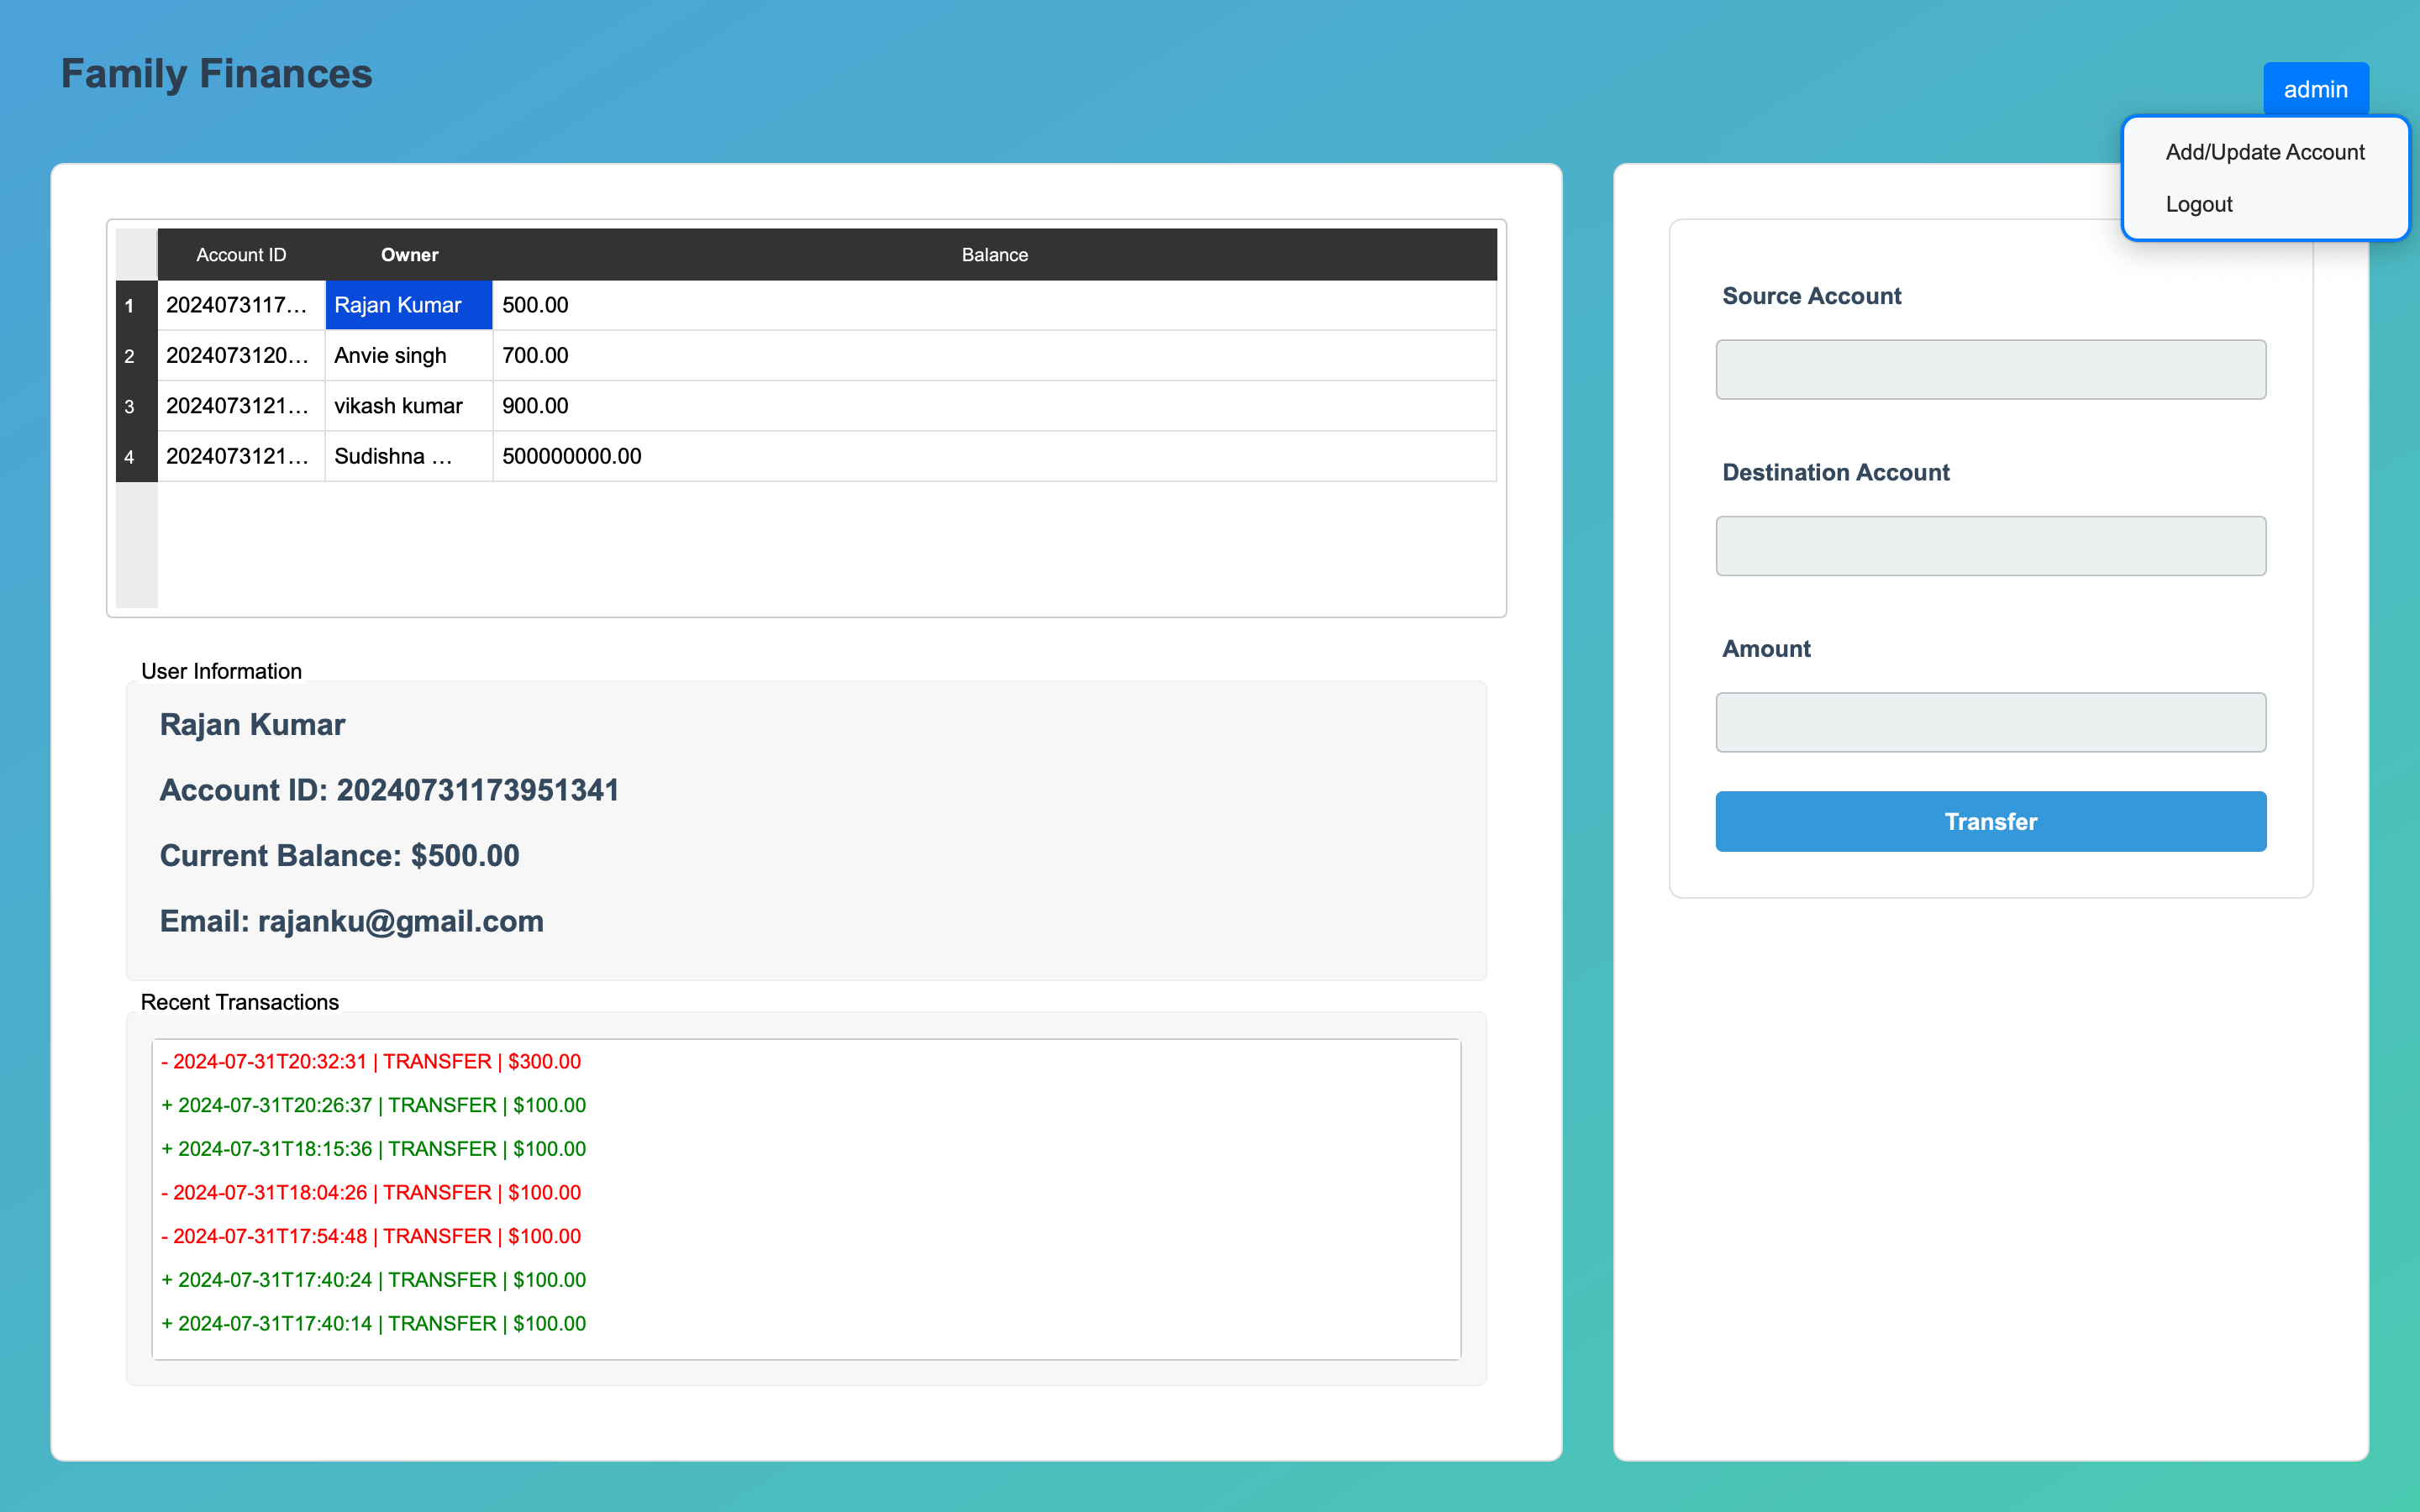 Family Finances
admin
Add/Update Account
Logout
Account ID Owner Balance
1 2024073117… Rajan Kumar 500.00
2 2024073120… Anvie singh 700.00
3 2024073121… vikash kumar 900.00
4 2024073121… Sudishna … 500000000.00
User Information
Rajan Kumar
Account ID: 20240731173951341
Current Balance: $500.00
Email: rajanku@gmail.com
Recent Transactions
- 2024-07-31T20:32:31 | TRANSFER | $300.00
+ 2024-07-31T20:26:37 | TRANSFER | $100.00
+ 2024-07-31T18:15:36 | TRANSFER | $100.00
- 2024-07-31T18:04:26 | TRANSFER | $100.00
- 2024-07-31T17:54:48 | TRANSFER | $100.00
+ 2024-07-31T17:40:24 | TRANSFER | $100.00
+ 2024-07-31T17:40:14 | TRANSFER | $100.00
Source Account
Destination Account
Amount
Transfer